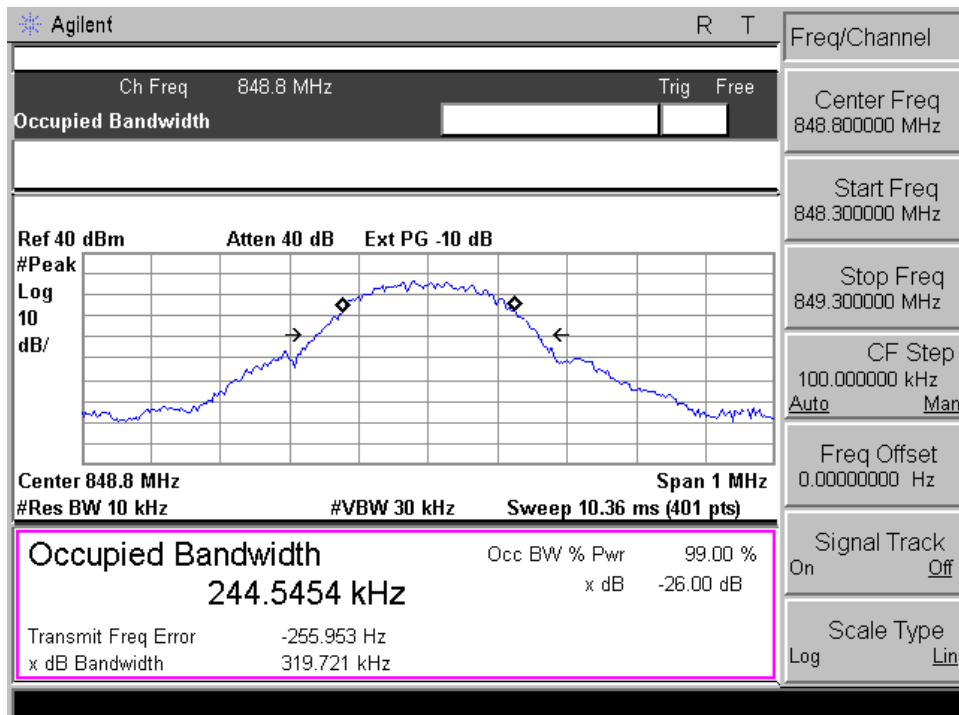 Agilent R T
Ch Freq 848.8 MHz Trig Free
Occupied Bandwidth
Ref 40 dBm Atten 40 dB Ext PG -10 dB
#Peak
Log
10
dB/
Center 848.8 MHz Span 1 MHz
#Res BW 10 kHz #VBW 30 kHz Sweep 10.36 ms (401 pts)
Occupied Bandwidth Occ BW % Pwr 99.00 %
244.5454 kHz x dB -26.00 dB
Transmit Freq Error -255.953 Hz
x dB Bandwidth 319.721 kHz
Freq/Channel
Center Freq
848.800000 MHz
Start Freq
848.300000 MHz
Stop Freq
849.300000 MHz
CF Step
100.000000 kHz
Auto Man
Freq Offset
0.00000000 Hz
Signal Track
On Off
Scale Type
Log Lin